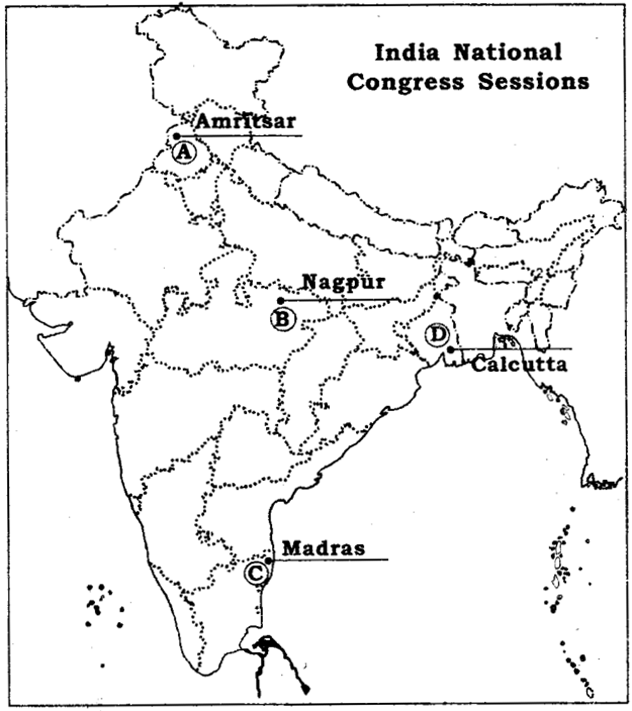 India National
Congress Sessions
Amritsar
A
Nagpur
B
D
Calcutta
Madras
C